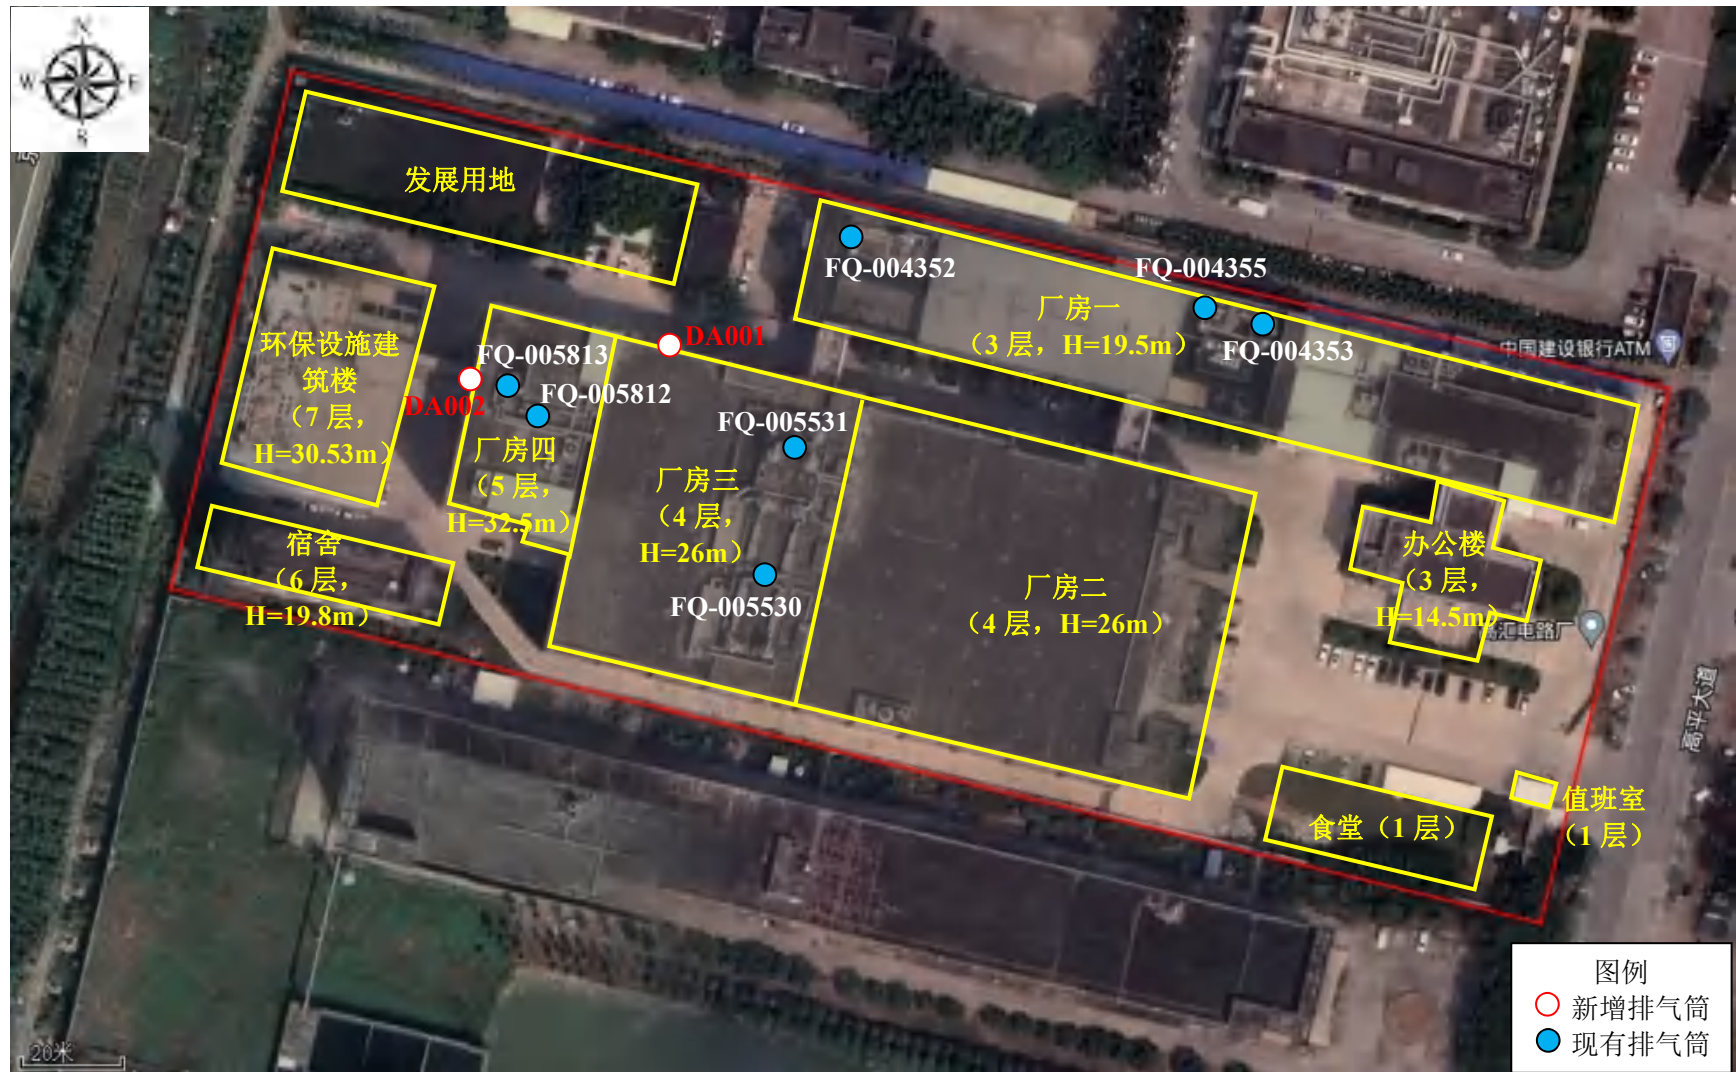 N
W
E
发展用地
FQ-004352
FQ-004355
厂房一
（3 层，H=19.5m）
FQ-004353
中国建设银行ATM
环保设施建
筑楼
（7 层，
H=30.53m）
DA001
FQ-005813
DA002
FQ-005812
厂房四
（5 层，
H=32.5m）
FQ-005531
厂房三
（4 层，
H=26m）
FQ-005530
宿舍
（6 层，
H=19.8m）
厂房二
（4 层，H=26m）
办公楼
（3 层，
H=14.5m）
高汇电路厂
高平大道
值班室
（1 层）
食堂（1 层）
图例
新增排气筒
现有排气筒
20米